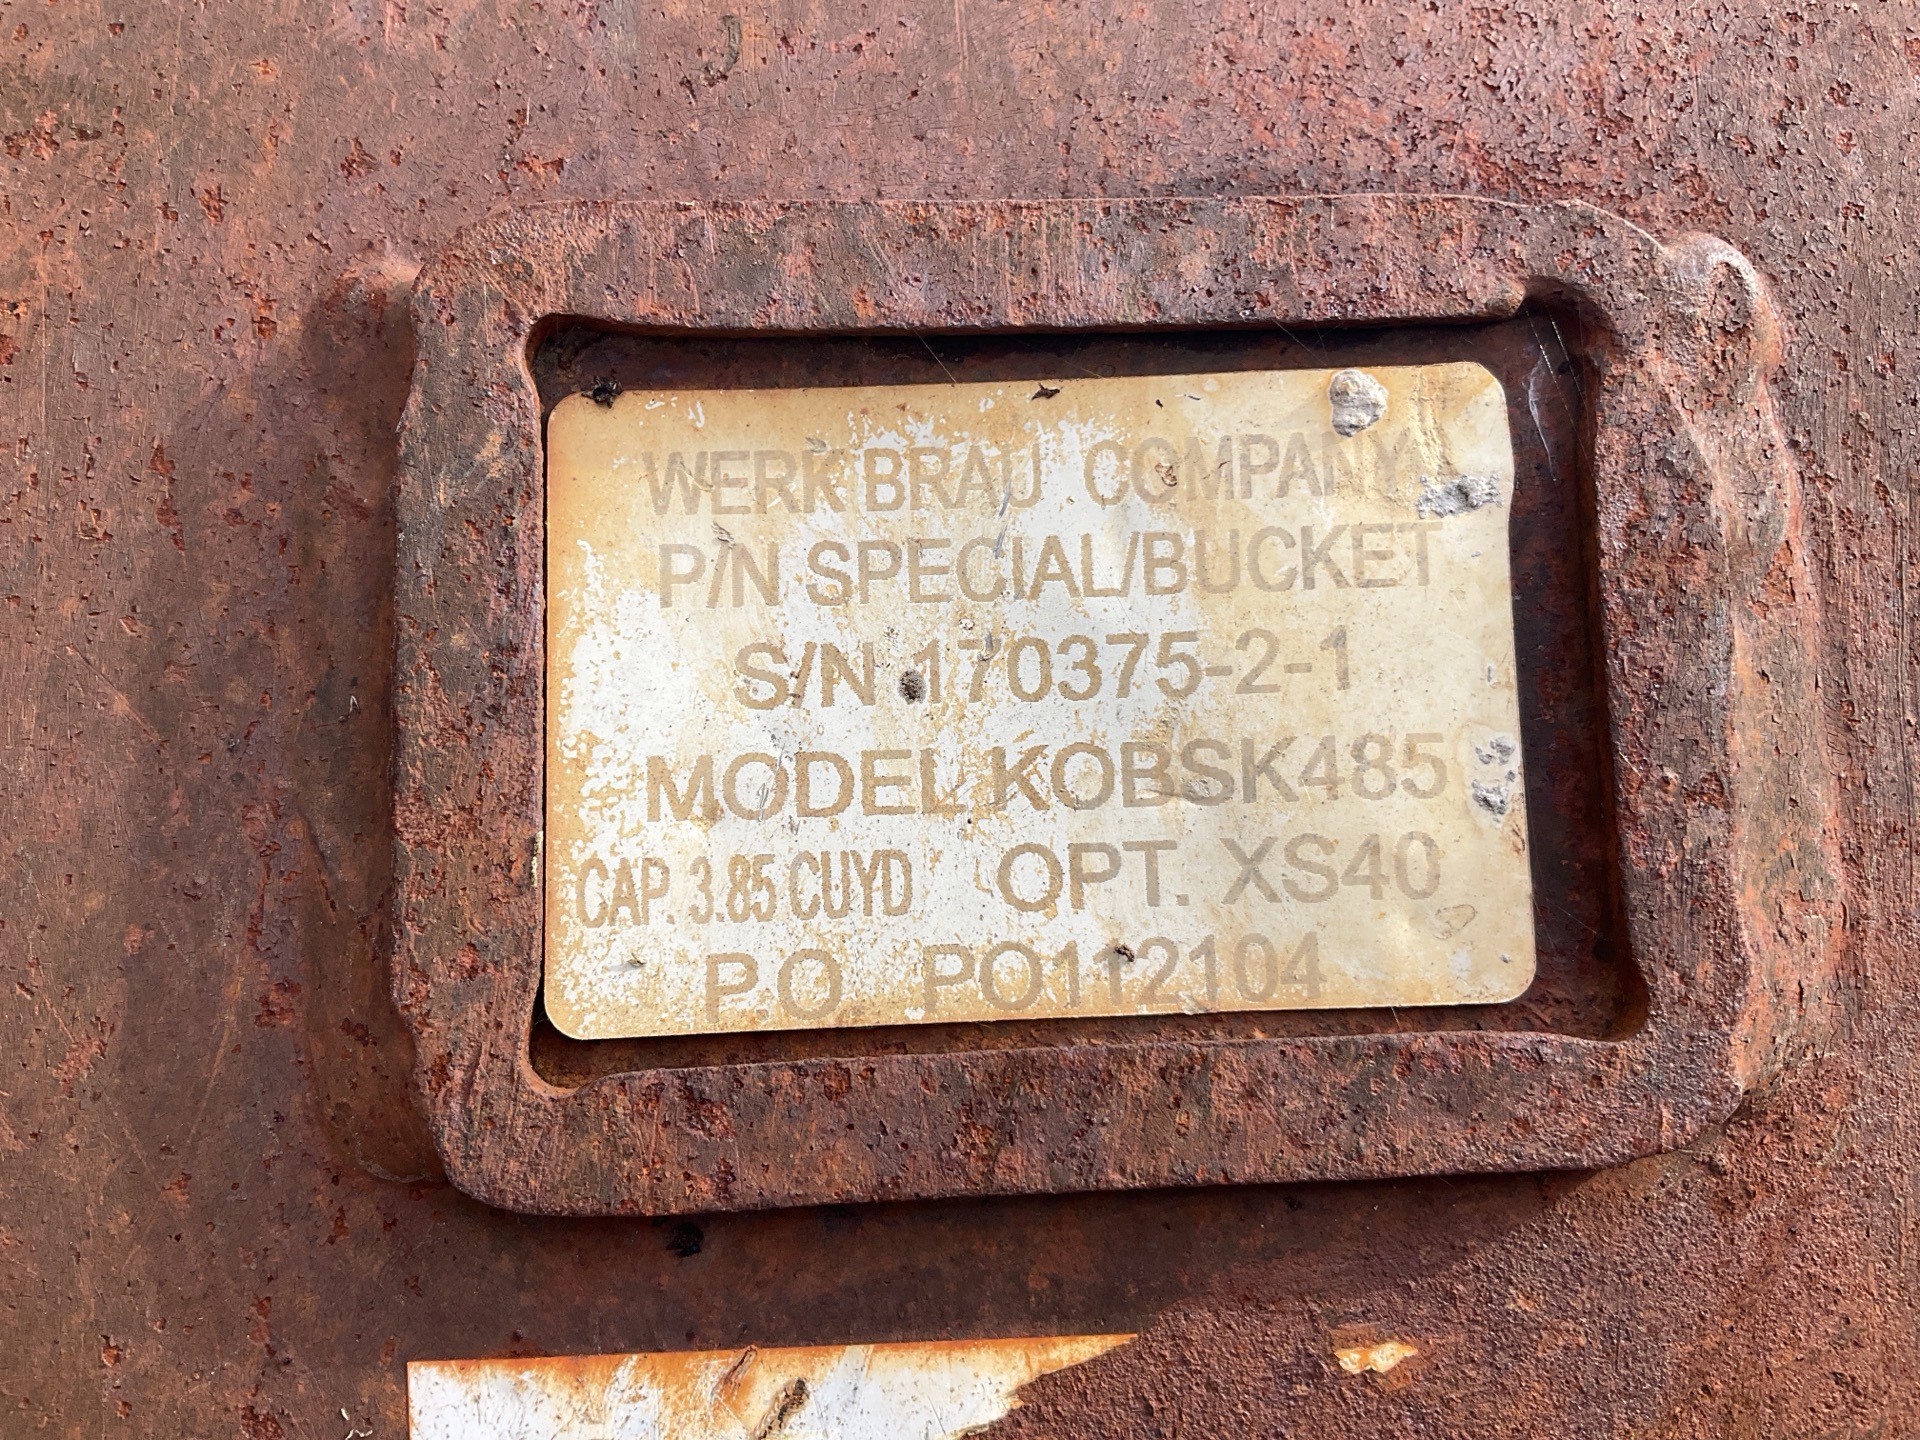 WERK BRAU COMPANY
P/N SPECIAL/BUCKET
S/N 170375-2-1
MODEL KOBSK485
CAP. 3.85 CUYD OPT. XS40
P.O. PO112104